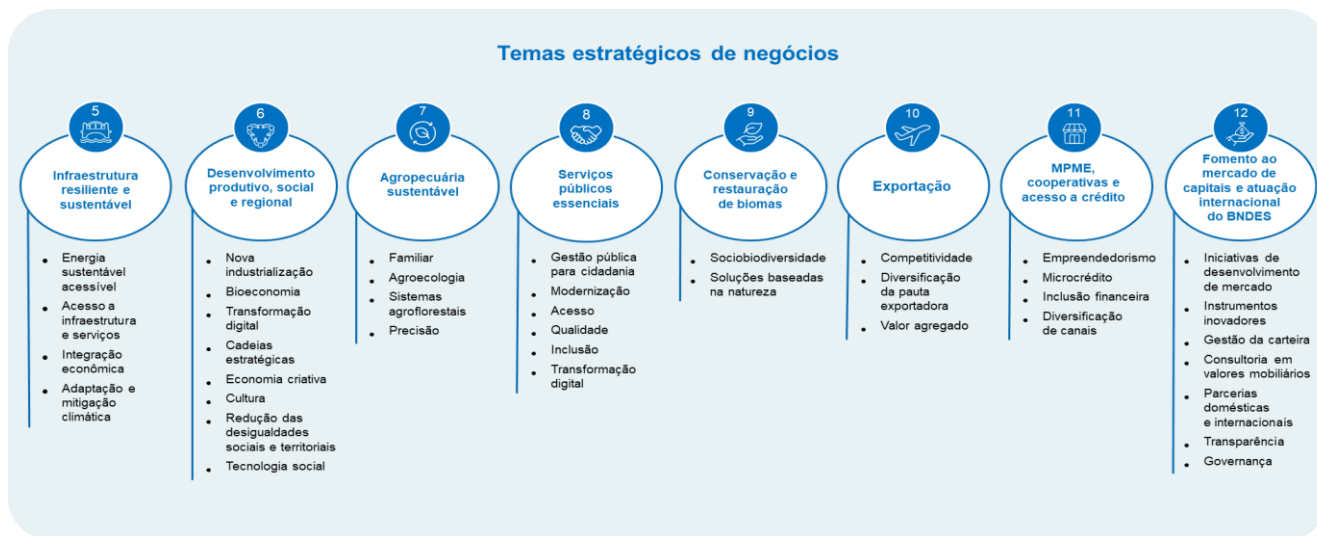 Temas estratégicos de negócios
5
Infraestrutura
resiliente e
sustentável
• Energia
sustentável
acessível
• Acesso a
infraestrutura
e serviços
• Integração
econômica
• Adaptação e
mitigação
climática
6
Desenvolvimento
produtivo, social
e regional
• Nova
industrialização
• Bioeconomia
• Transformação
digital
• Cadeias
estratégicas
• Economia criativa
• Cultura
• Redução das
desigualdades
sociais e territoriais
• Tecnologia social
7
Agropecuária
sustentável
• Familiar
• Agroecologia
• Sistemas
agroflorestais
• Precisão
8
Serviços
públicos
essenciais
• Gestão pública
para cidadania
• Modernização
• Acesso
• Qualidade
• Inclusão
• Transformação
digital
9
Conservação e
restauração
de biomas
• Sociobiodiversidade
• Soluções baseadas
na natureza
10
Exportação
• Competitividade
• Diversificação
da pauta
exportadora
• Valor agregado
11
MPME,
cooperativas e
acesso a crédito
• Empreendedorismo
• Microcrédito
• Inclusão financeira
• Diversificação
de canais
12
Fomento ao
mercado de
capitais e atuação
internacional
do BNDES
• Iniciativas de
desenvolvimento
de mercado
• Instrumentos
inovadores
• Gestão da carteira
• Consultoria em
valores mobiliários
• Parcerias
domésticas
e internacionais
• Transparência
• Governança